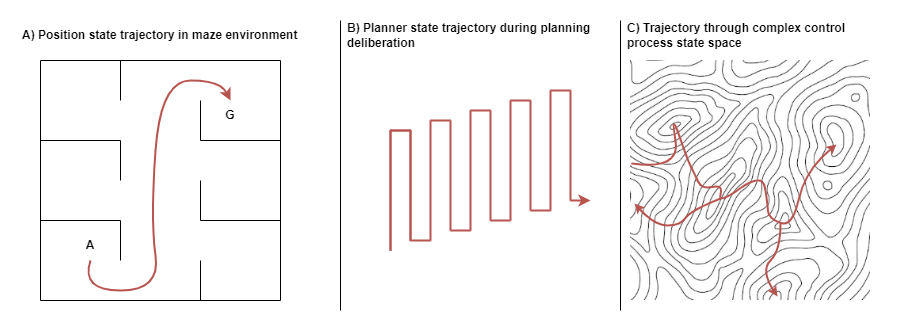 A) Position state trajectory in maze environment
B) Planner state trajectory during planning
deliberation
C) Trajectory through complex control
process state space
G
A